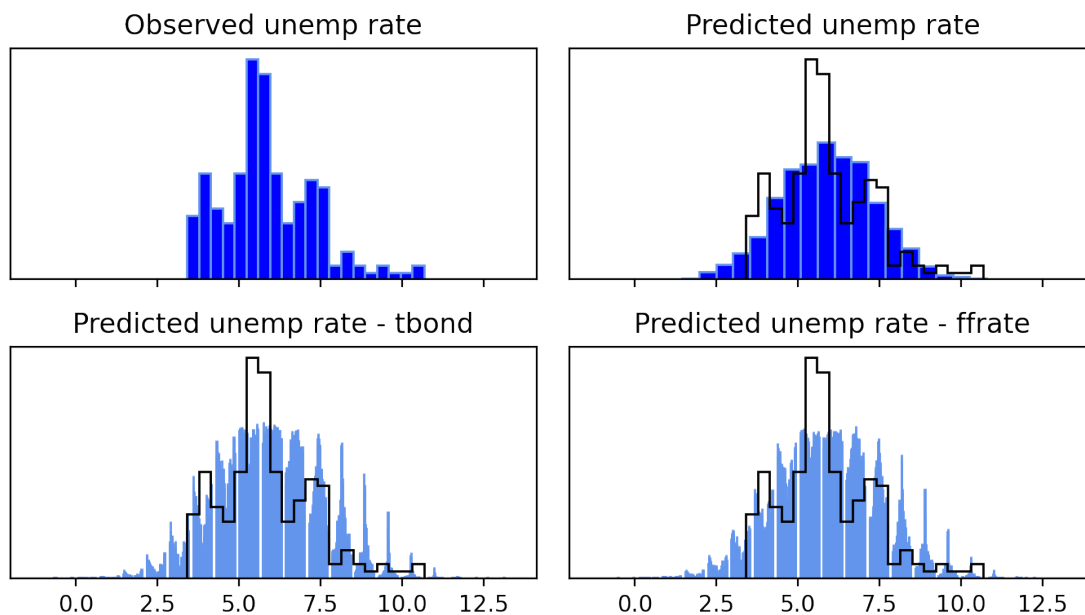 Observed unemp rate
Predicted unemp rate
Predicted unemp rate - tbond
Predicted unemp rate - ffrate
0.0 2.5 5.0 7.5 10.0 12.5
0.0 2.5 5.0 7.5 10.0 12.5